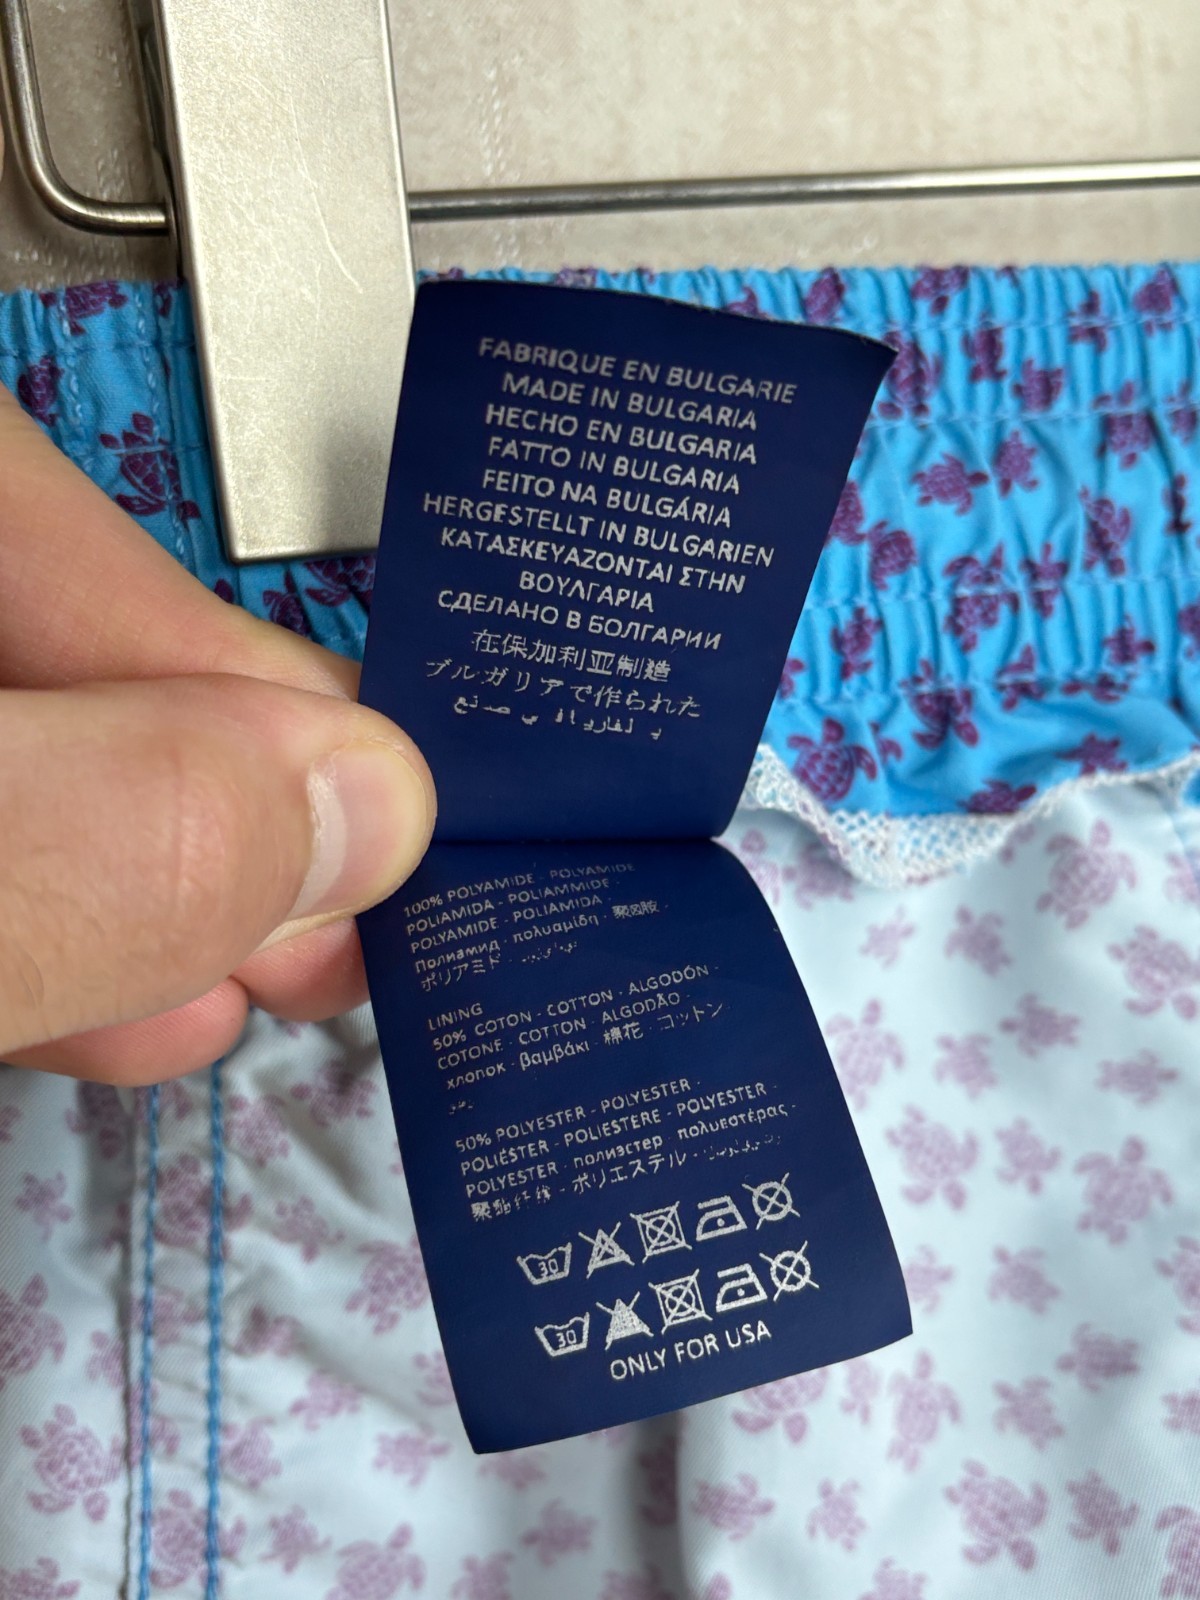 FABRIQUE EN BULGARIE
MADE IN BULGARIA
HECHO EN BULGARIA
FATTO IN BULGARIA
FEITO NA BULGÁRIA
HERGESTELLT IN BULGARIEN
ΚΑΤΑΣΚΕΥΑΖΟΝΤΑΙ ΣΤΗΝ
ΒΟΥΛΓΑΡΙΑ
СДЕЛАНО В БОЛГАРИИ
在保加利亚制造
ブルガリアで作られた
100% POLYAMIDE - POLYAMIDE
POLIAMIDA - POLIAMMIDE -
POLYAMIDE - POLIAMIDA -
Полиамид · πολυαμίδη ·
ポリアミド ·
LINING
50% COTON - COTTON - ALGODÓN -
COTONE - COTTON - ALGODÃO -
хлопок · βαμβάκι · 棉花 · コットン
50% POLYESTER - POLYESTER -
POLIÉSTER - POLIESTERE - POLYESTER
POLYESTER · полиэстер · πολυεστέρας ·
ポリエステル ·
30
30
ONLY FOR USA